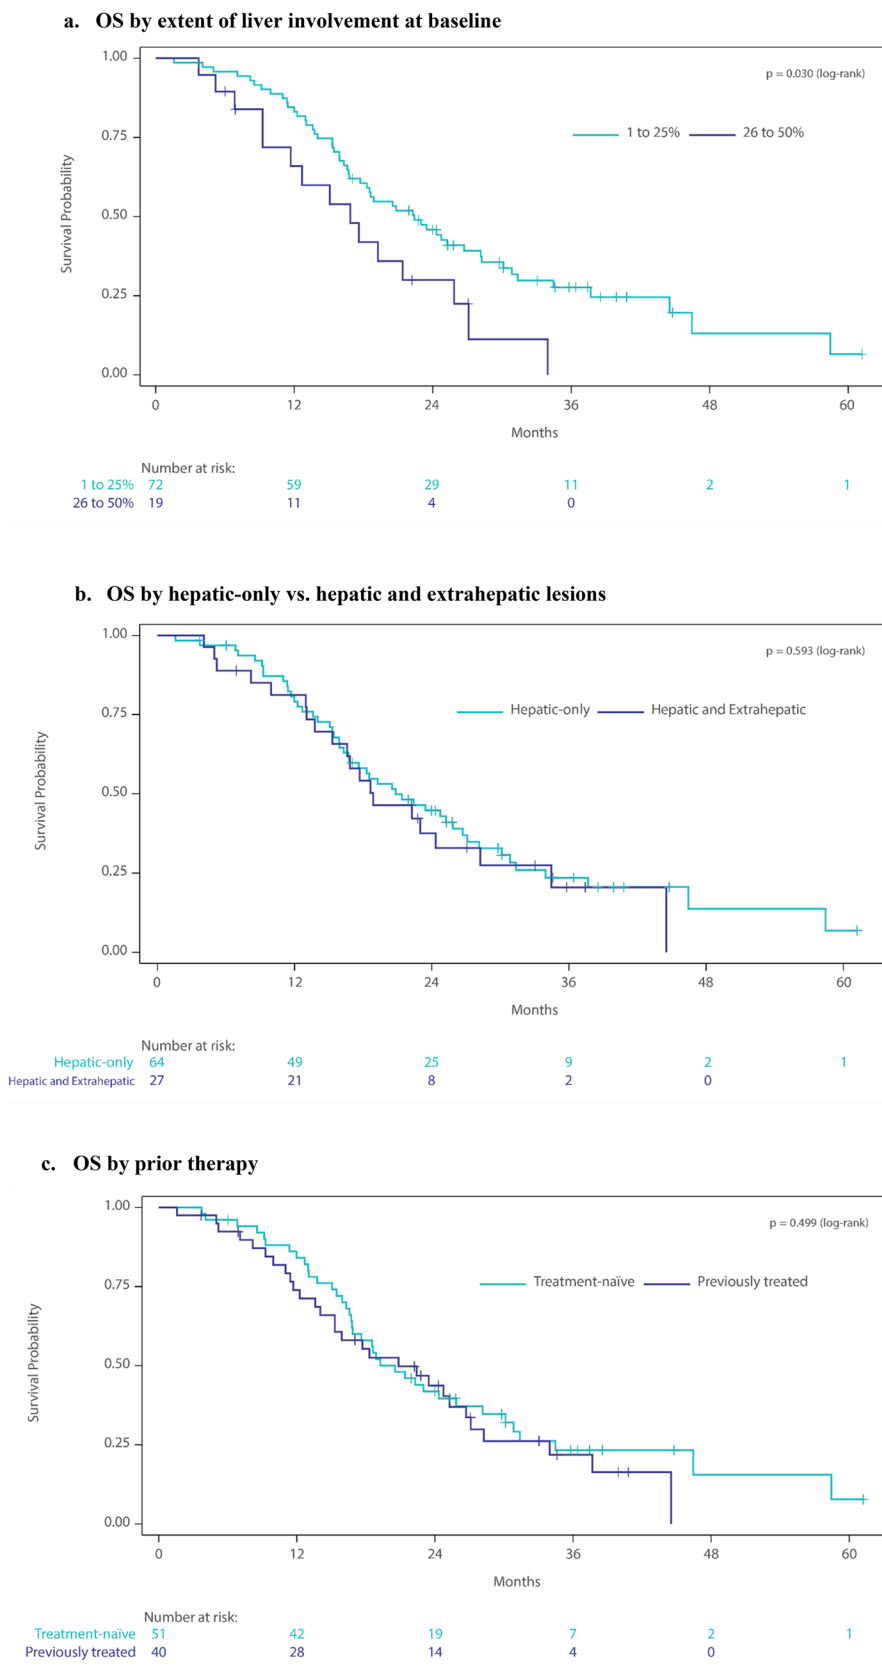 a. OS by extent of liver involvement at baseline
1.00
p = 0.030 (log-rank)
1 to 25% 26 to 50%
0.75
0.50
0.25
0.00
Survival Probability
0 12 24 36 48 60
Months
Number at risk:
1 to 25% 72 59 29 11 2 1
26 to 50% 19 11 4 0
b. OS by hepatic-only vs. hepatic and extrahepatic lesions
1.00
p = 0.593 (log-rank)
Hepatic-only Hepatic and Extrahepatic
0.75
0.50
0.25
0.00
Survival Probability
0 12 24 36 48 60
Months
Number at risk:
Hepatic-only 64 49 25 9 2 1
Hepatic and Extrahepatic 27 21 8 2 0
c. OS by prior therapy
1.00
p = 0.499 (log-rank)
Treatment-naïve Previously treated
0.75
0.50
0.25
0.00
Survival Probability
0 12 24 36 48 60
Months
Number at risk:
Treatment-naïve 51 42 19 7 2 1
Previously treated 40 28 14 4 0